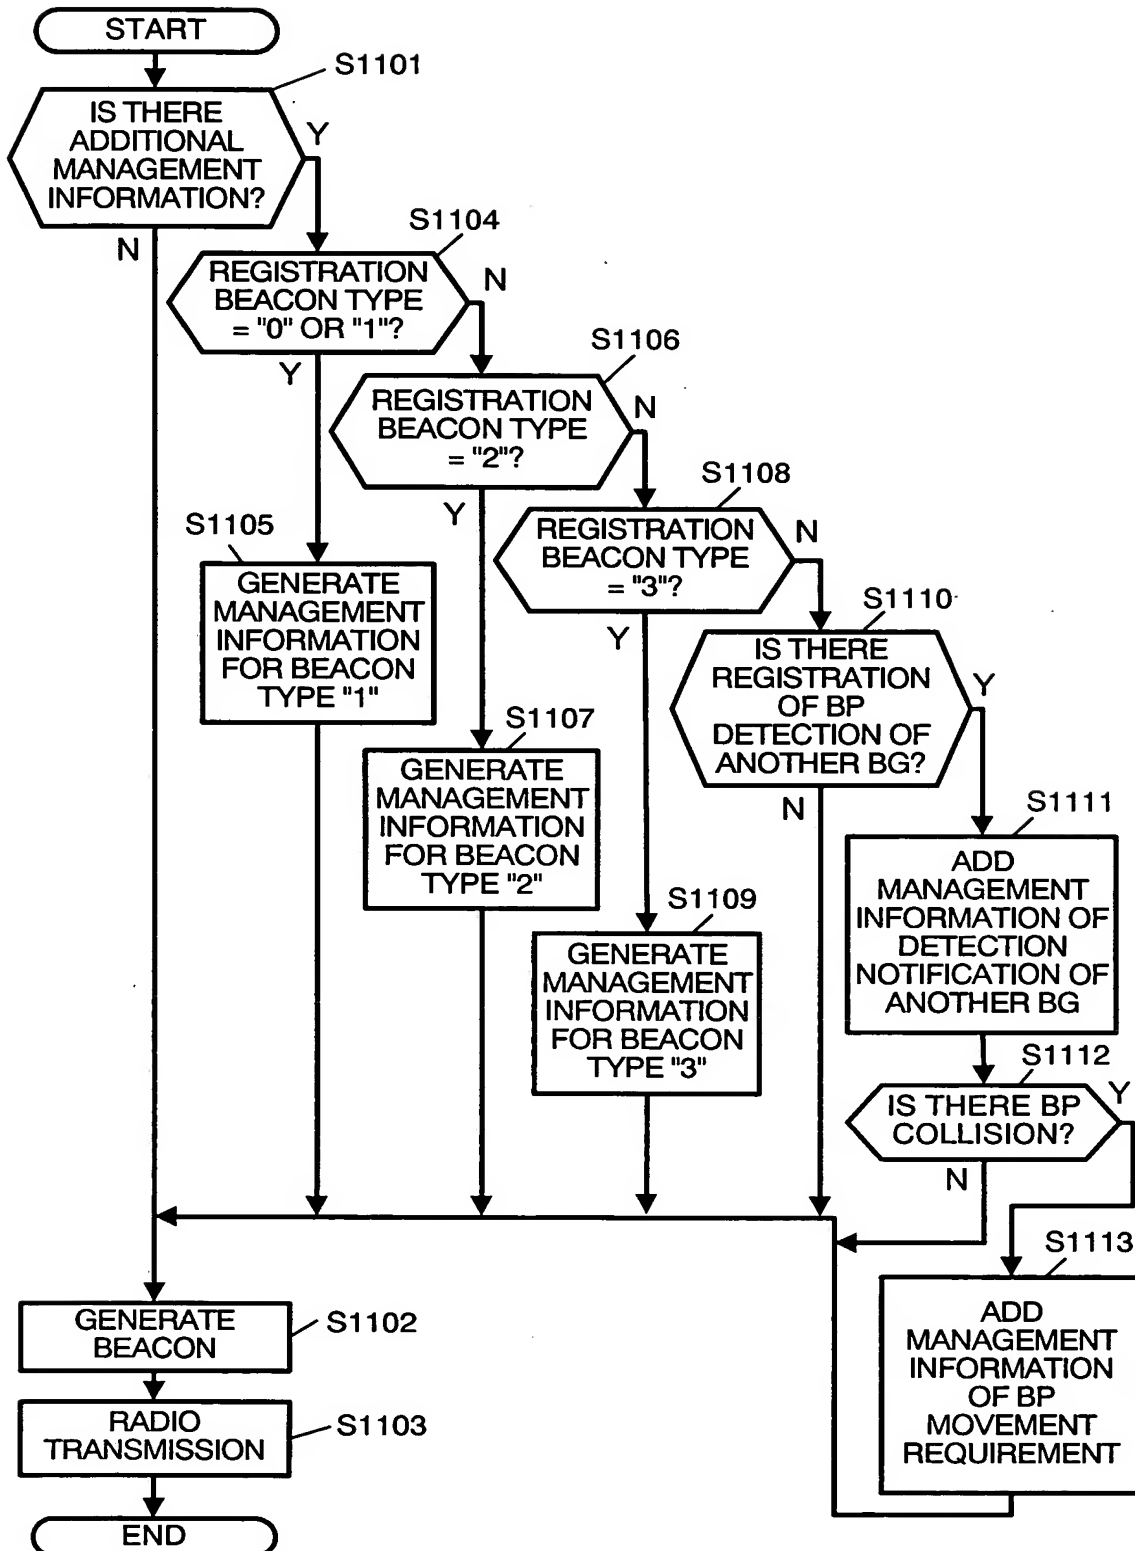 START
S1101
IS THERE
ADDITIONAL
MANAGEMENT
INFORMATION?
Y
N
S1104
REGISTRATION
BEACON TYPE
= "0" OR "1"?
N
Y
S1106
REGISTRATION
BEACON TYPE
= "2"?
N
Y
S1108
REGISTRATION
BEACON TYPE
= "3"?
N
Y
S1105
GENERATE
MANAGEMENT
INFORMATION
FOR BEACON
TYPE "1"
S1110
IS THERE
REGISTRATION
OF BP
DETECTION OF
ANOTHER BG?
Y
N
S1107
GENERATE
MANAGEMENT
INFORMATION
FOR BEACON
TYPE "2"
S1111
ADD
MANAGEMENT
INFORMATION OF
DETECTION
NOTIFICATION OF
ANOTHER BG
S1109
GENERATE
MANAGEMENT
INFORMATION
FOR BEACON
TYPE "3"
S1112
IS THERE BP
COLLISION?
Y
N
S1113
ADD
MANAGEMENT
INFORMATION
OF BP
MOVEMENT
REQUIREMENT
GENERATE
BEACON
S1102
RADIO
TRANSMISSION
S1103
END